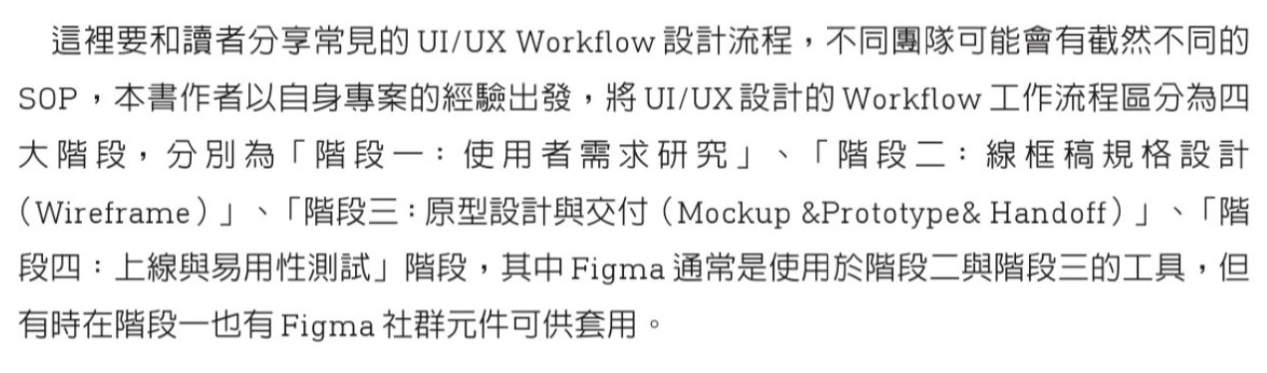 這裡要和讀者分享常見的 UI/UX Workflow 設計流程，不同團隊可能會有截然不同的
SOP，本書作者以自身專案的經驗出發，將 UI/UX 設計的 Workflow 工作流程區分為四
大階段，分別為「階段一：使用者需求研究」、「階段二：線框稿規格設計
（Wireframe）」、「階段三：原型設計與交付（Mockup &Prototype& Handoff）」、「階
段四：上線與易用性測試」階段，其中 Figma 通常是使用於階段二與階段三的工具，但
有時在階段一也有 Figma 社群元件可供套用。